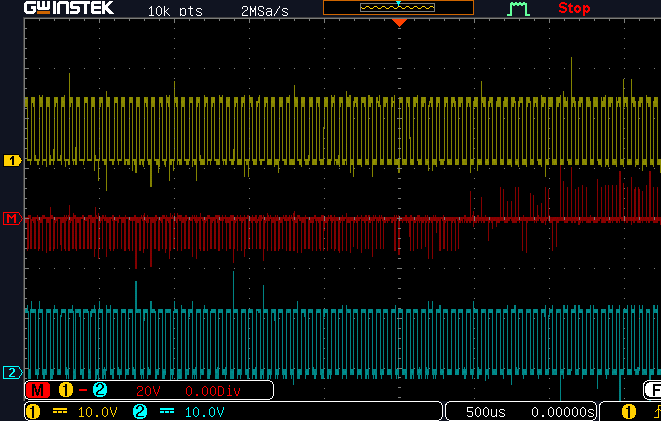 GWINSTEK 10k pts 2MSa/s Stop
1
M
2
M 1 - 2 20V 0.00Div F
1 10.0V 2 10.0V 500us 0.00000s 1